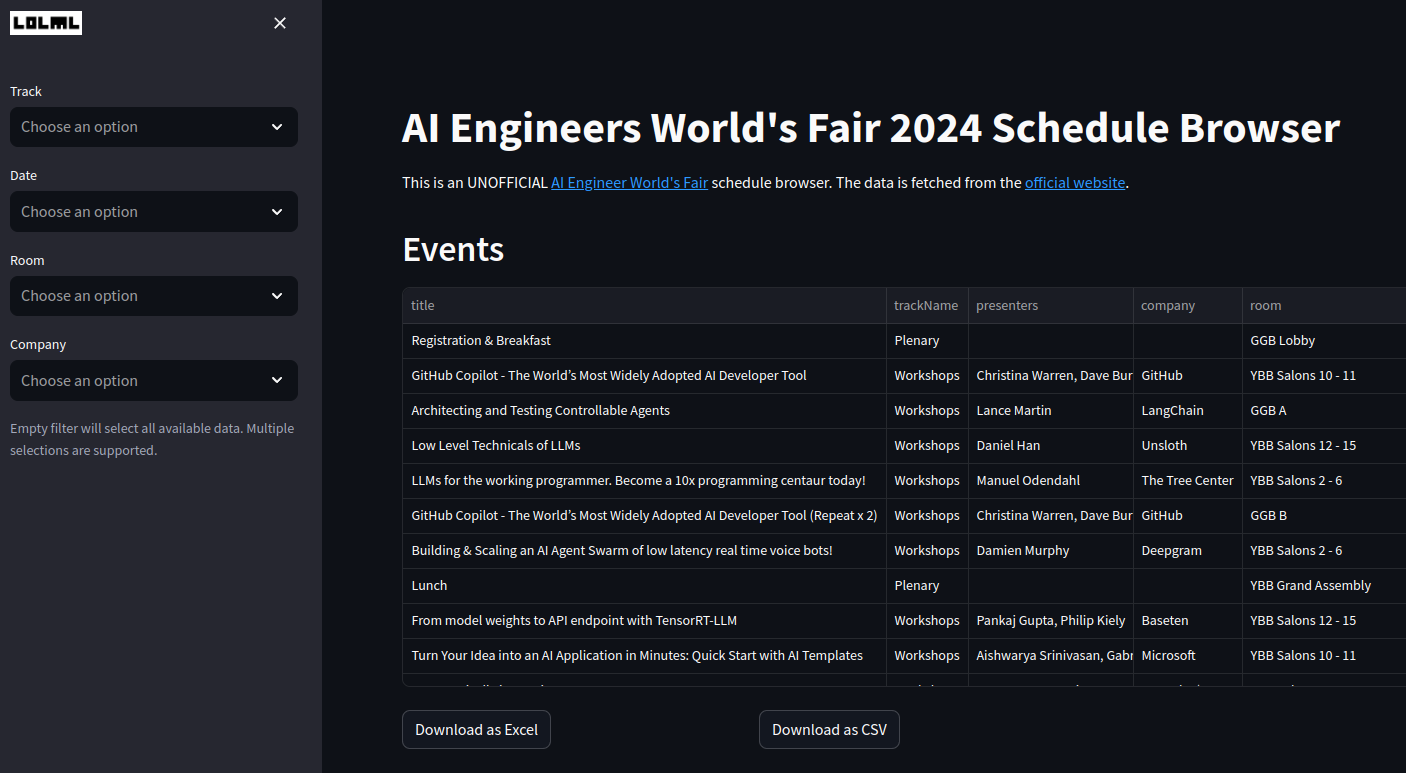 LOLML
Track
Choose an option
Date
Choose an option
Room
Choose an option
Company
Choose an option
Empty filter will select all available data. Multiple
selections are supported.
AI Engineers World's Fair 2024 Schedule Browser
This is an UNOFFICIAL AI Engineer World's Fair schedule browser. The data is fetched from the official website.
Events
title trackName presenters company room
Registration & Breakfast Plenary GGB Lobby
GitHub Copilot - The World’s Most Widely Adopted AI Developer Tool Workshops Christina Warren, Dave Bur GitHub YBB Salons 10 - 11
Architecting and Testing Controllable Agents Workshops Lance Martin LangChain GGB A
Low Level Technicals of LLMs Workshops Daniel Han Unsloth YBB Salons 12 - 15
LLMs for the working programmer. Become a 10x programming centaur today! Workshops Manuel Odendahl The Tree Center YBB Salons 2 - 6
GitHub Copilot - The World’s Most Widely Adopted AI Developer Tool (Repeat x 2) Workshops Christina Warren, Dave Bur GitHub GGB B
Building & Scaling an AI Agent Swarm of low latency real time voice bots! Workshops Damien Murphy Deepgram YBB Salons 2 - 6
Lunch Plenary YBB Grand Assembly
From model weights to API endpoint with TensorRT-LLM Workshops Pankaj Gupta, Philip Kiely Baseten YBB Salons 12 - 15
Turn Your Idea into an AI Application in Minutes: Quick Start with AI Templates Workshops Aishwarya Srinivasan, Gabr Microsoft YBB Salons 10 - 11
Download as Excel Download as CSV